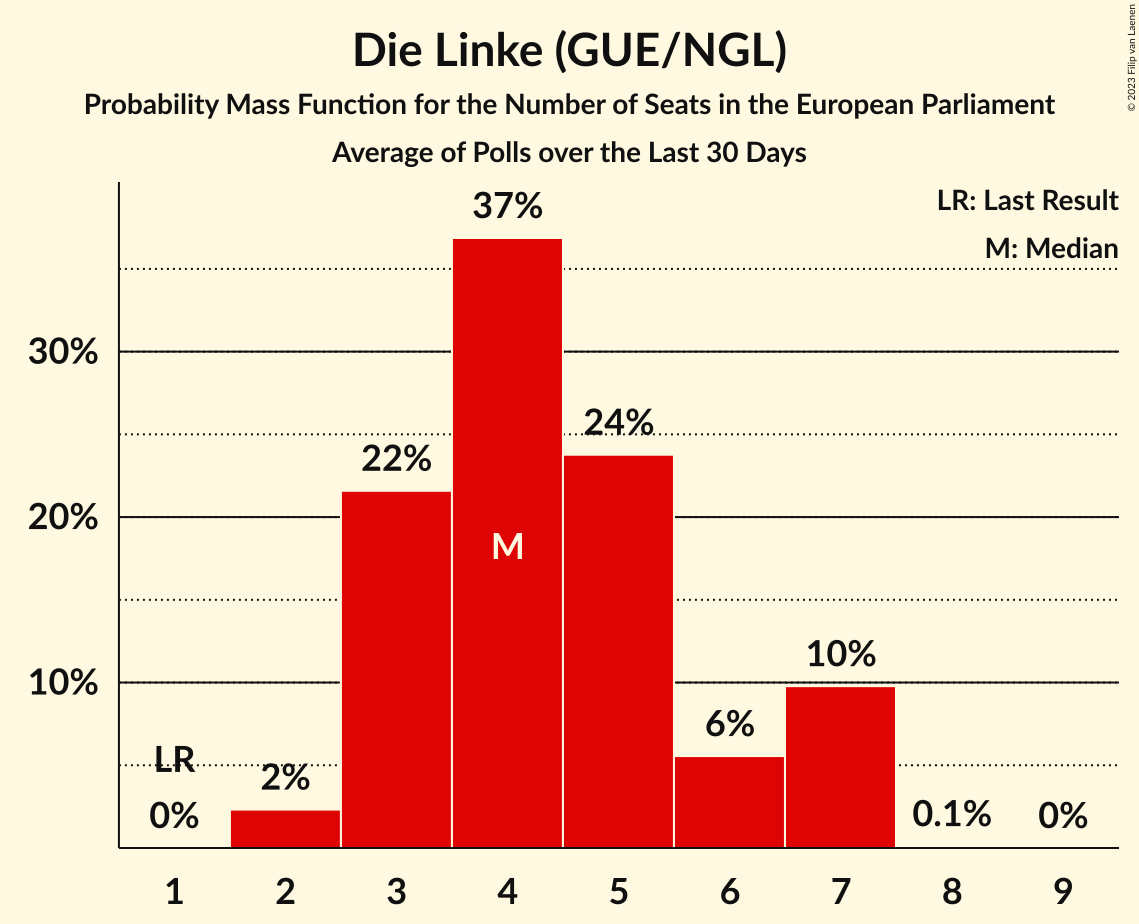 Die Linke (GUE/NGL)
Probability Mass Function for the Number of Seats in the European Parliament
Average of Polls over the Last 30 Days
© 2023 Filip van Laenen
LR: Last Result
M: Median
37%
30%
24%
22%
20%
M
10%
10%
6%
LR
2%
0%
0.1%
0%
1 2 3 4 5 6 7 8 9